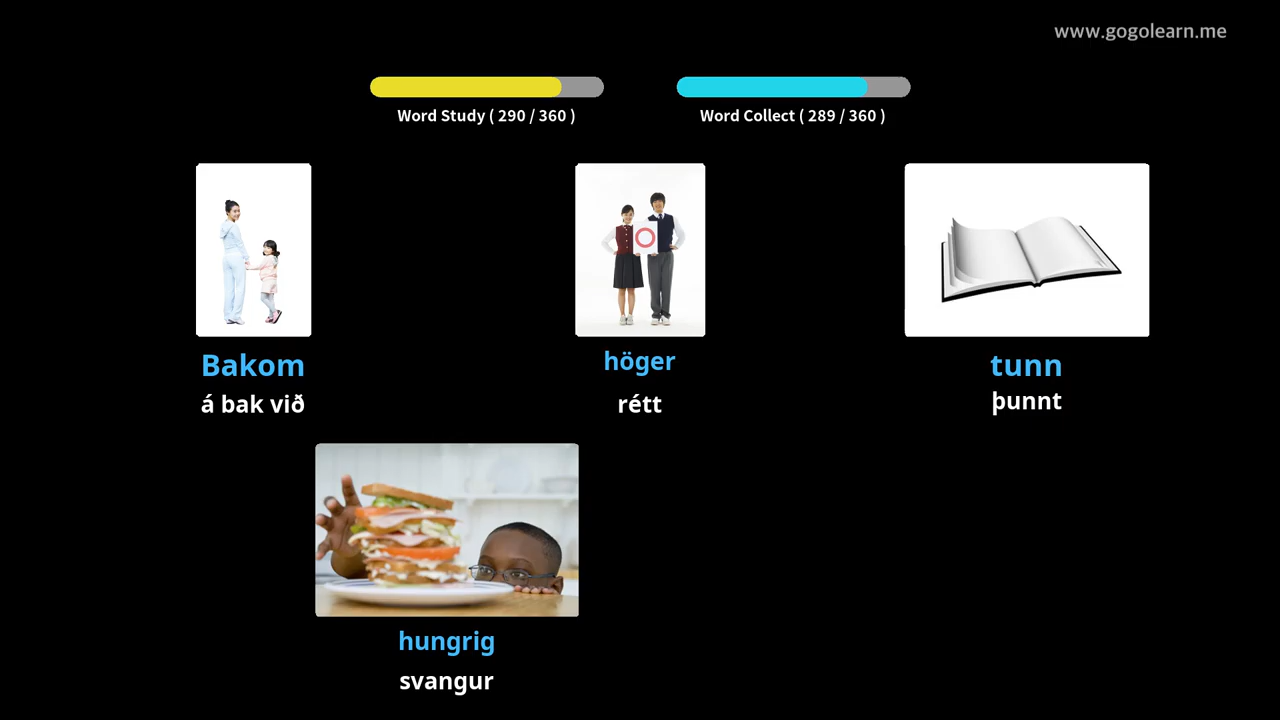 www.gogolearn.me
Word Study ( 290 / 360 )
Word Collect ( 289 / 360 )
Bakom
á bak við
höger
rétt
tunn
þunnt
hungrig
svangur